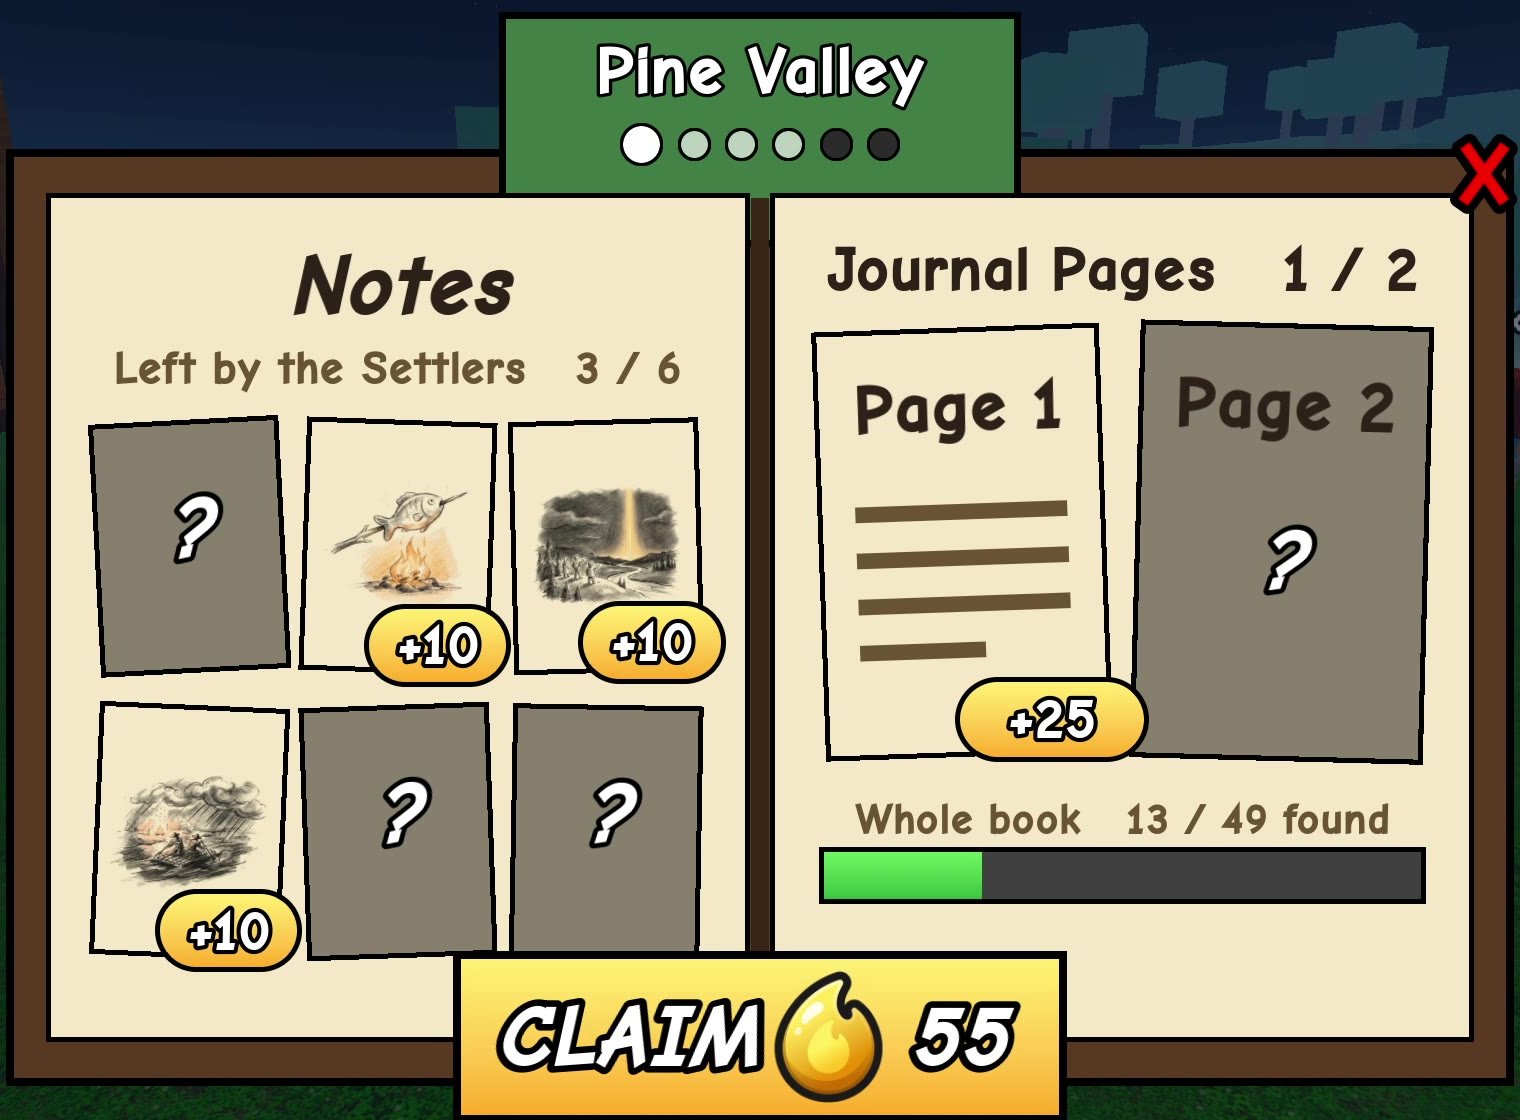 Pine Valley
Notes
Left by the Settlers 3 / 6
?
+10
+10
+10
?
?
Journal Pages 1 / 2
Page 1
+25
Page 2
?
Whole book 13 / 49 found
CLAIM 55
X